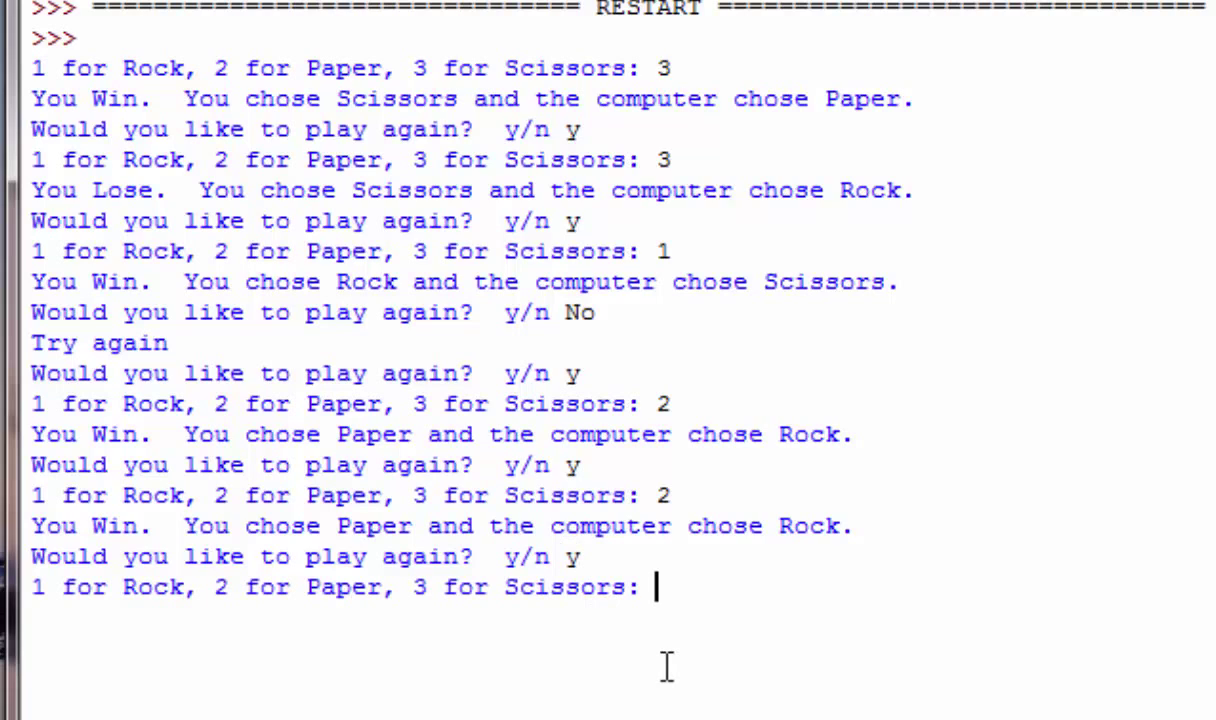 >>> ================================ RESTART ================================
>>>
1 for Rock, 2 for Paper, 3 for Scissors: 3
You Win.  You chose Scissors and the computer chose Paper.
Would you like to play again?  y/n y
1 for Rock, 2 for Paper, 3 for Scissors: 3
You Lose.  You chose Scissors and the computer chose Rock.
Would you like to play again?  y/n y
1 for Rock, 2 for Paper, 3 for Scissors: 1
You Win.  You chose Rock and the computer chose Scissors.
Would you like to play again?  y/n No
Try again
Would you like to play again?  y/n y
1 for Rock, 2 for Paper, 3 for Scissors: 2
You Win.  You chose Paper and the computer chose Rock.
Would you like to play again?  y/n y
1 for Rock, 2 for Paper, 3 for Scissors: 2
You Win.  You chose Paper and the computer chose Rock.
Would you like to play again?  y/n y
1 for Rock, 2 for Paper, 3 for Scissors: